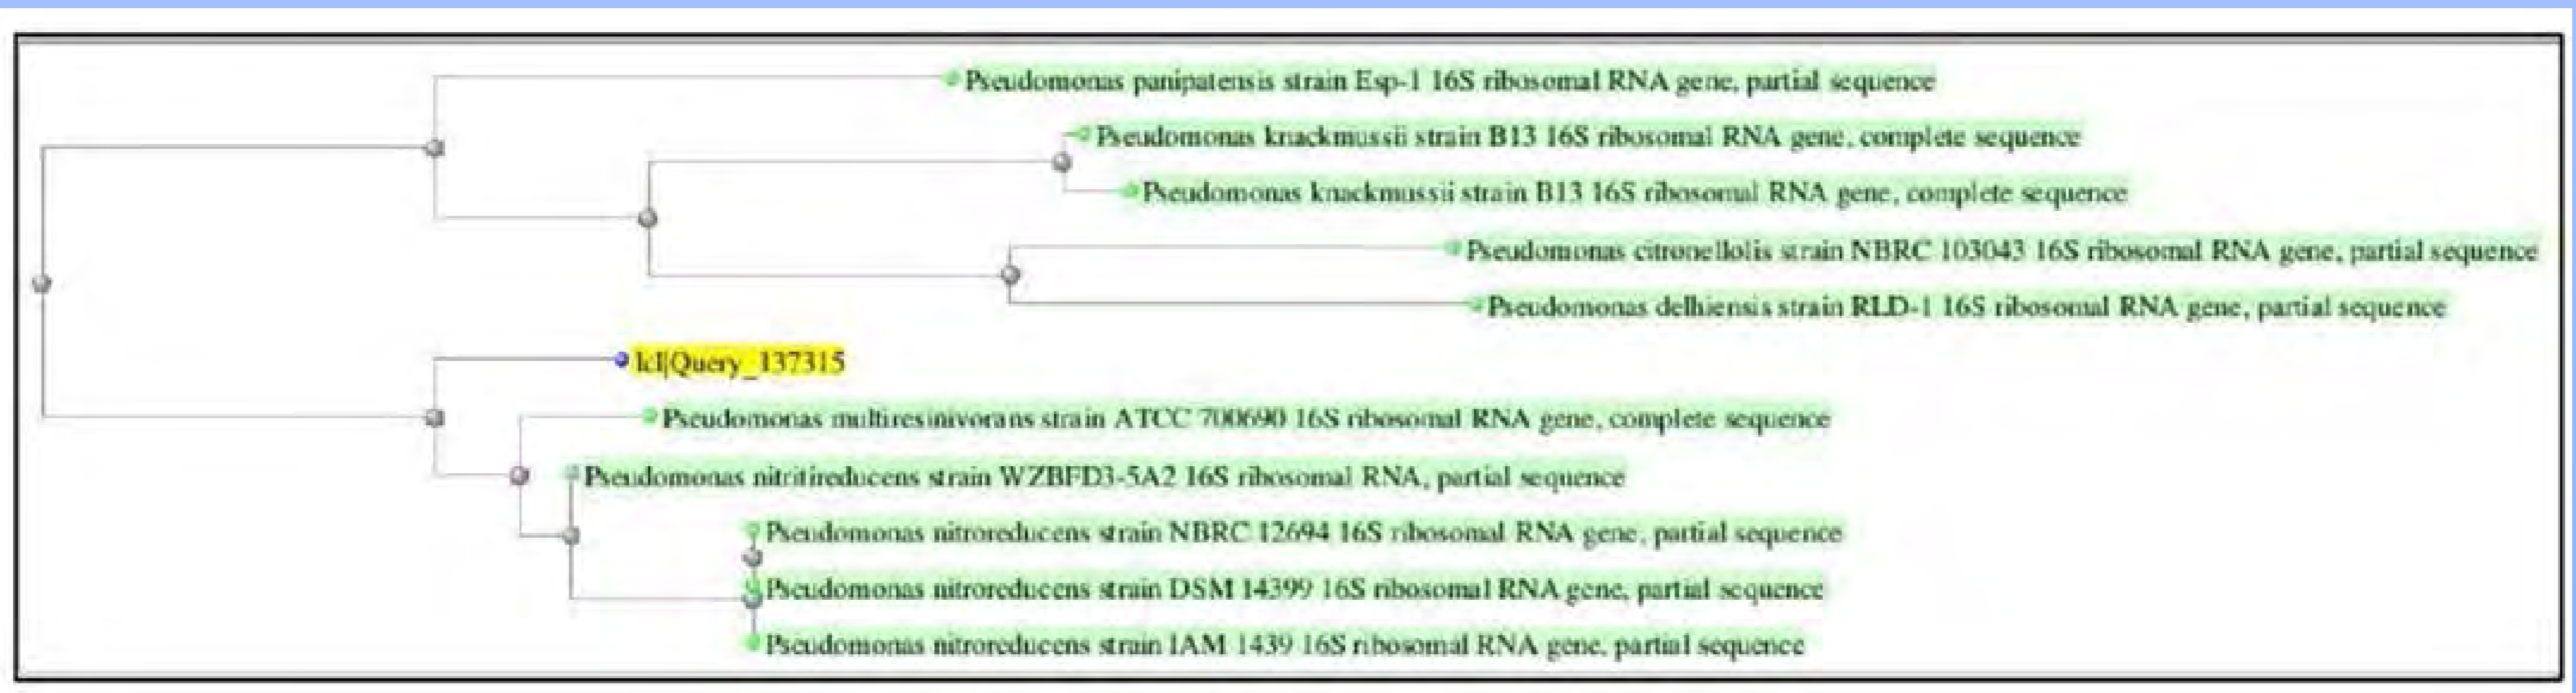 Pseudomonas panipatensis strain Esp-1 16S ribosomal RNA gene, partial sequence
Pseudomonas knackmussii strain B13 16S ribosomal RNA gene, complete sequence
Pseudomonas knackmussii strain B13 16S ribosomal RNA gene, complete sequence
Pseudomonas citronellolis strain NBRC 103043 16S ribosomal RNA gene, partial sequence
Pseudomonas delhiensis strain RLD-1 16S ribosomal RNA gene, partial sequence
lcl|Query_137315
Pseudomonas multiresinivorans strain ATCC 700690 16S ribosomal RNA gene, complete sequence
Pseudomonas nitritireducens strain WZBFD3-5A2 16S ribosomal RNA, partial sequence
Pseudomonas nitroreducens strain NBRC 12694 16S ribosomal RNA gene, partial sequence
Pseudomonas nitroreducens strain DSM 14399 16S ribosomal RNA gene, partial sequence
Pseudomonas nitroreducens strain IAM 1439 16S ribosomal RNA gene, partial sequence